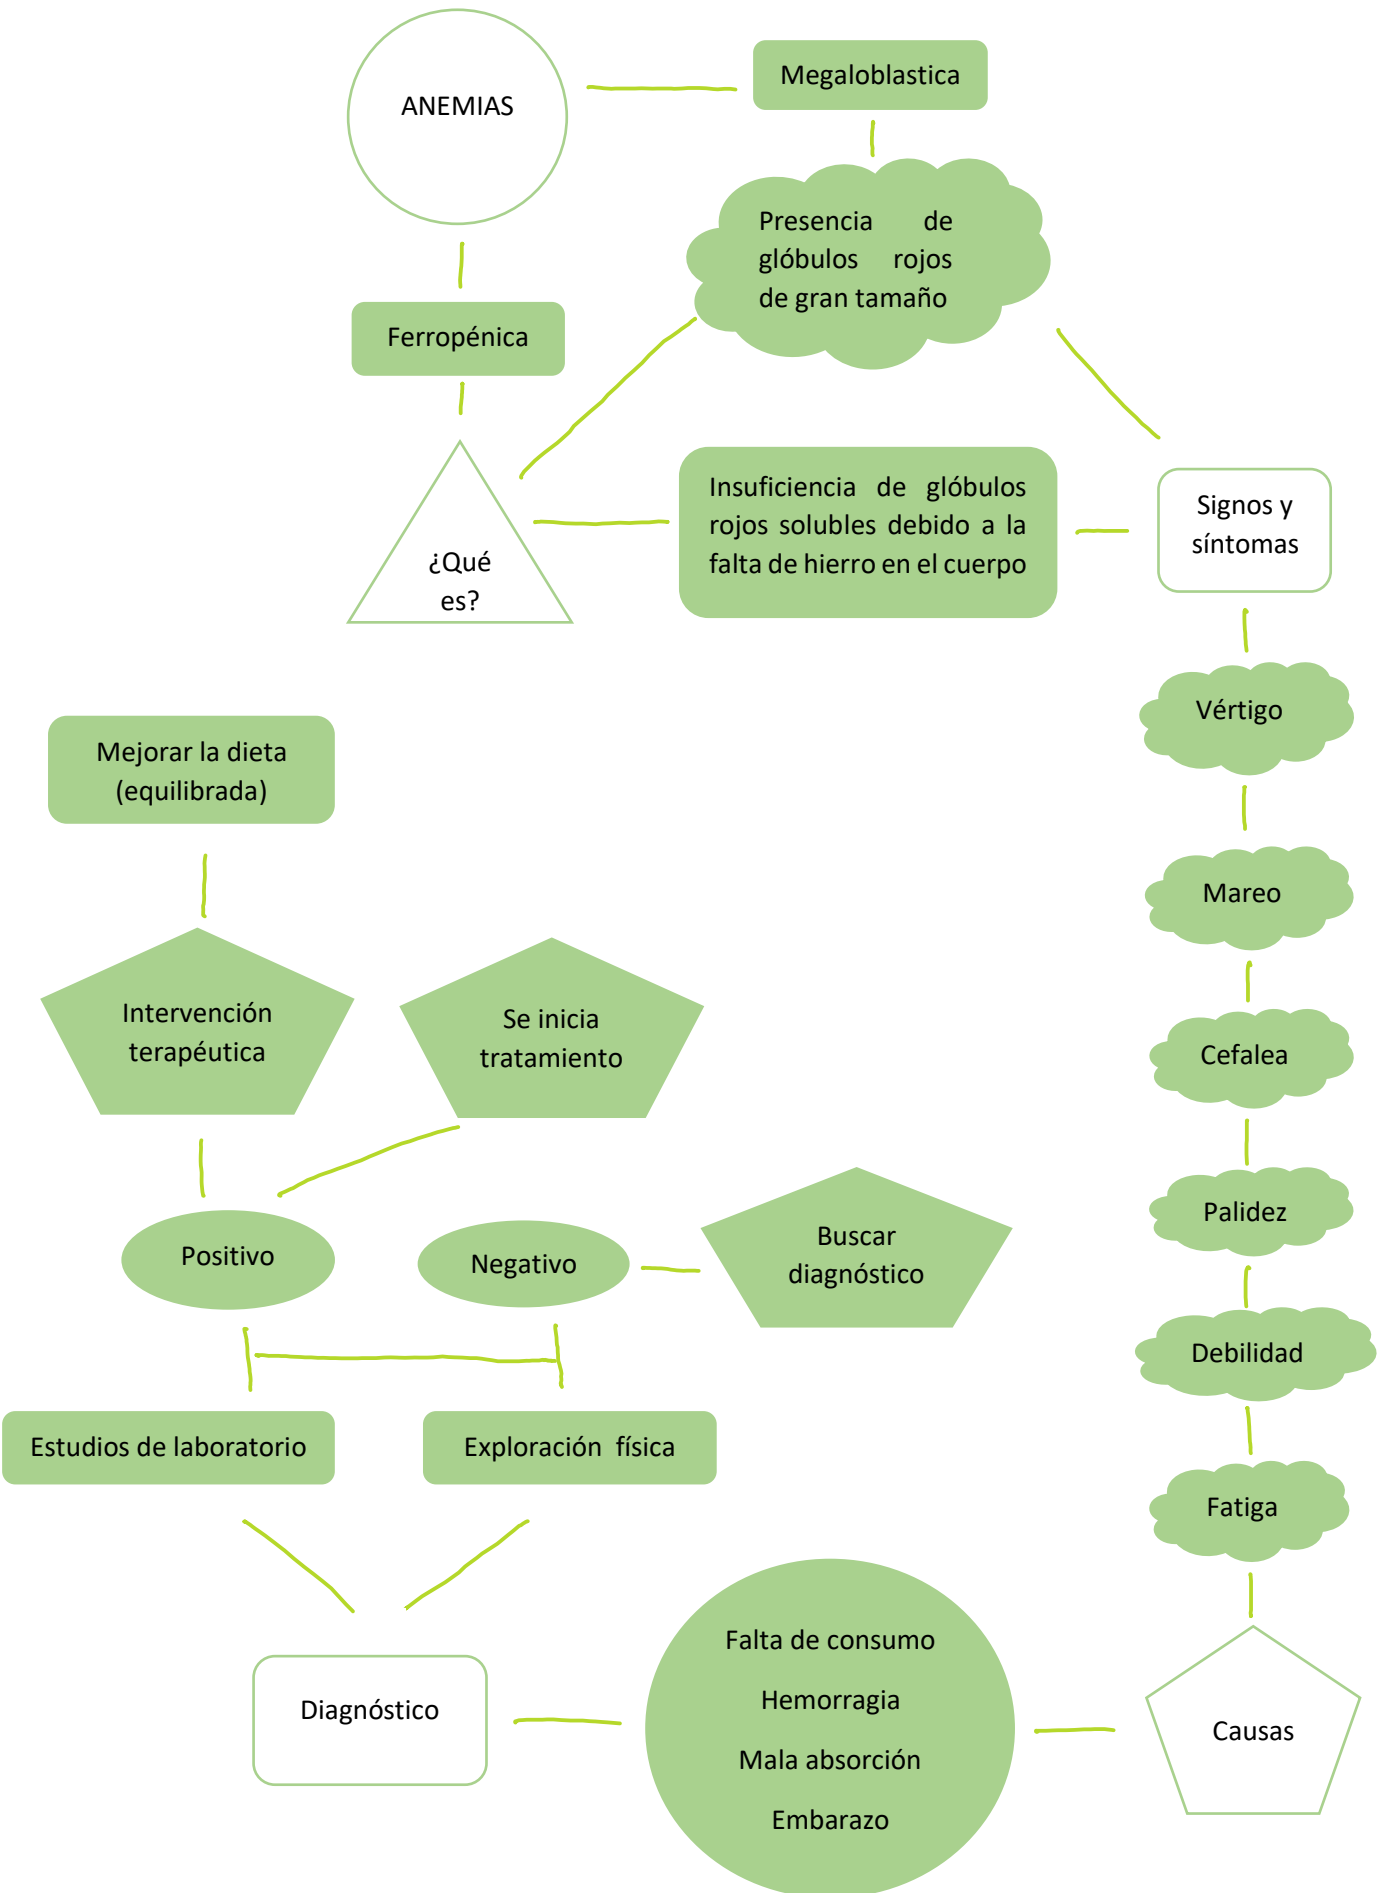 ANEMIAS
Megaloblastica
Presencia de
glóbulos rojos
de gran tamaño
Ferropénica
¿Qué
es?
Insuficiencia de glóbulos
rojos solubles debido a la
falta de hierro en el cuerpo
Signos y
síntomas
Vértigo
Mareo
Cefalea
Palidez
Debilidad
Fatiga
Causas
Falta de consumo
Hemorragia
Mala absorción
Embarazo
Diagnóstico
Estudios de laboratorio
Exploración física
Positivo
Negativo
Buscar
diagnóstico
Se inicia
tratamiento
Intervención
terapéutica
Mejorar la dieta
(equilibrada)